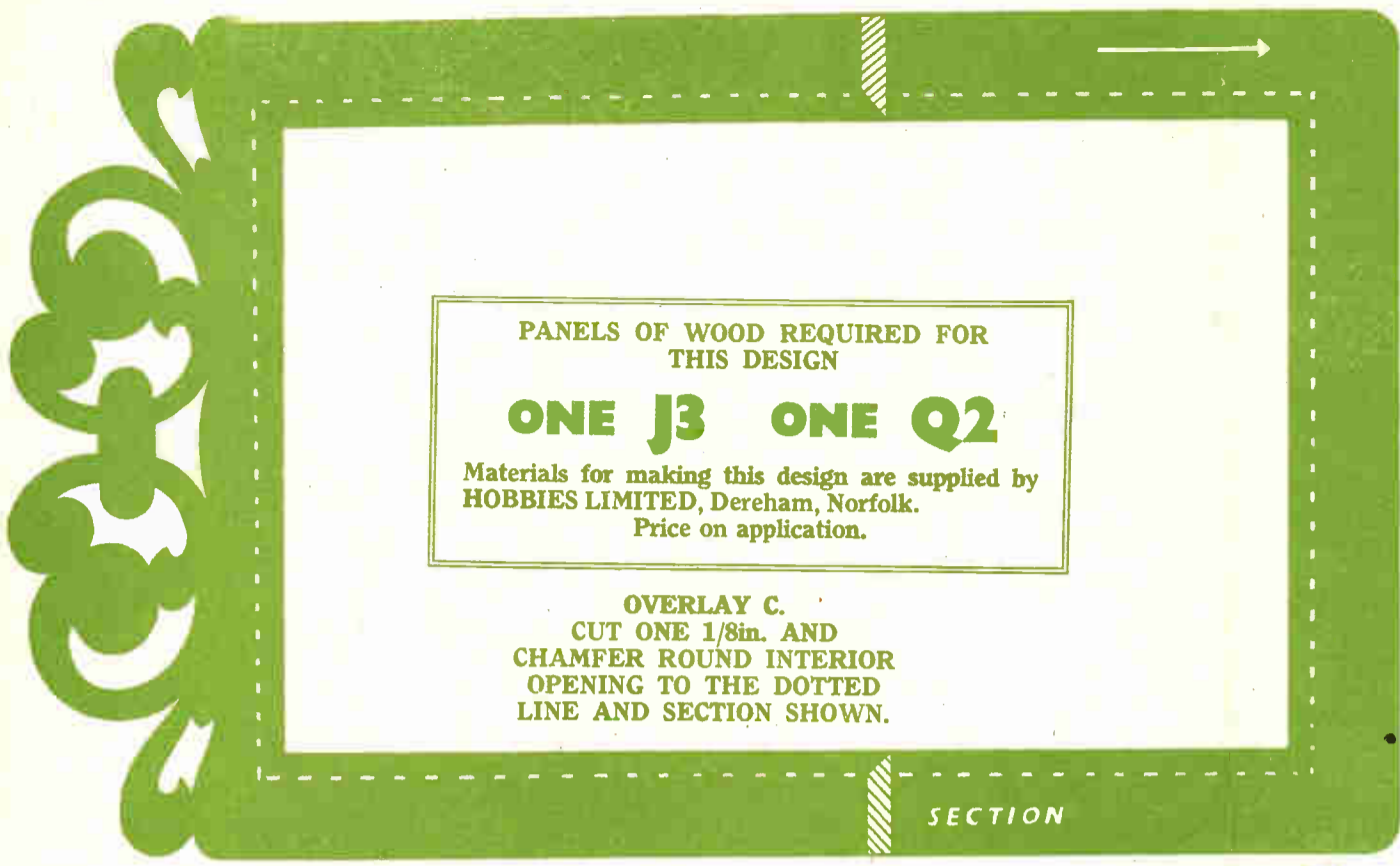 PANELS OF WOOD REQUIRED FOR
THIS DESIGN
ONE J3 ONE Q2
Materials for making this design are supplied by
HOBBIES LIMITED, Dereham, Norfolk.
Price on application.
OVERLAY C.
CUT ONE 1/8in. AND
CHAMFER ROUND INTERIOR
OPENING TO THE DOTTED
LINE AND SECTION SHOWN.
SECTION